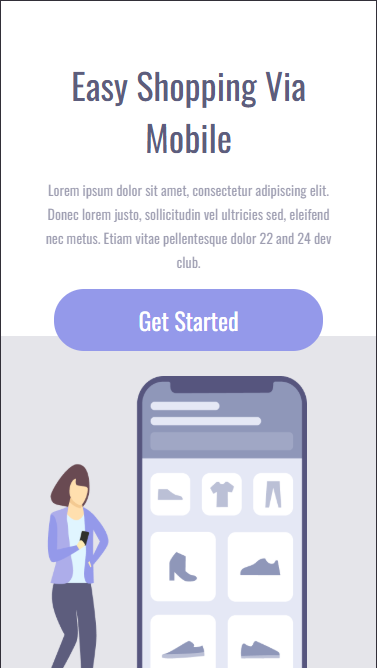 Easy Shopping Via
Mobile
Lorem ipsum dolor sit amet, consectetur adipiscing elit.
Donec lorem justo, sollicitudin vel ultricies sed, eleifend
nec metus. Etiam vitae pellentesque dolor 22 and 24 dev
club.
Get Started